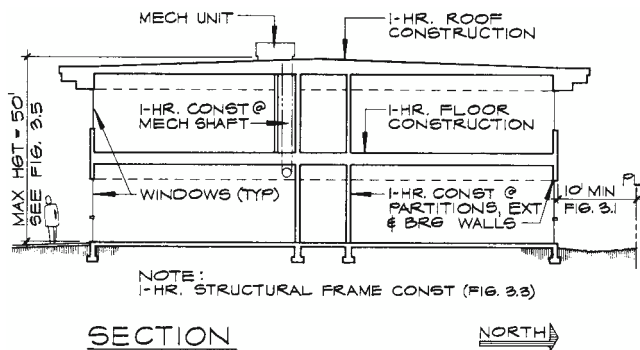 MECH UNIT
1-HR. ROOF
CONSTRUCTION
MAX HGT = 50'
SEE FIG. 3.5
1-HR. CONST @
MECH SHAFT
1-HR. FLOOR
CONSTRUCTION
WINDOWS (TYP)
1-HR. CONST @
PARTITIONS, EXT
& BRG WALLS
10' MIN
FIG. 3.1
NOTE:
1-HR. STRUCTURAL FRAME CONST (FIG. 3.3)
SECTION
NORTH